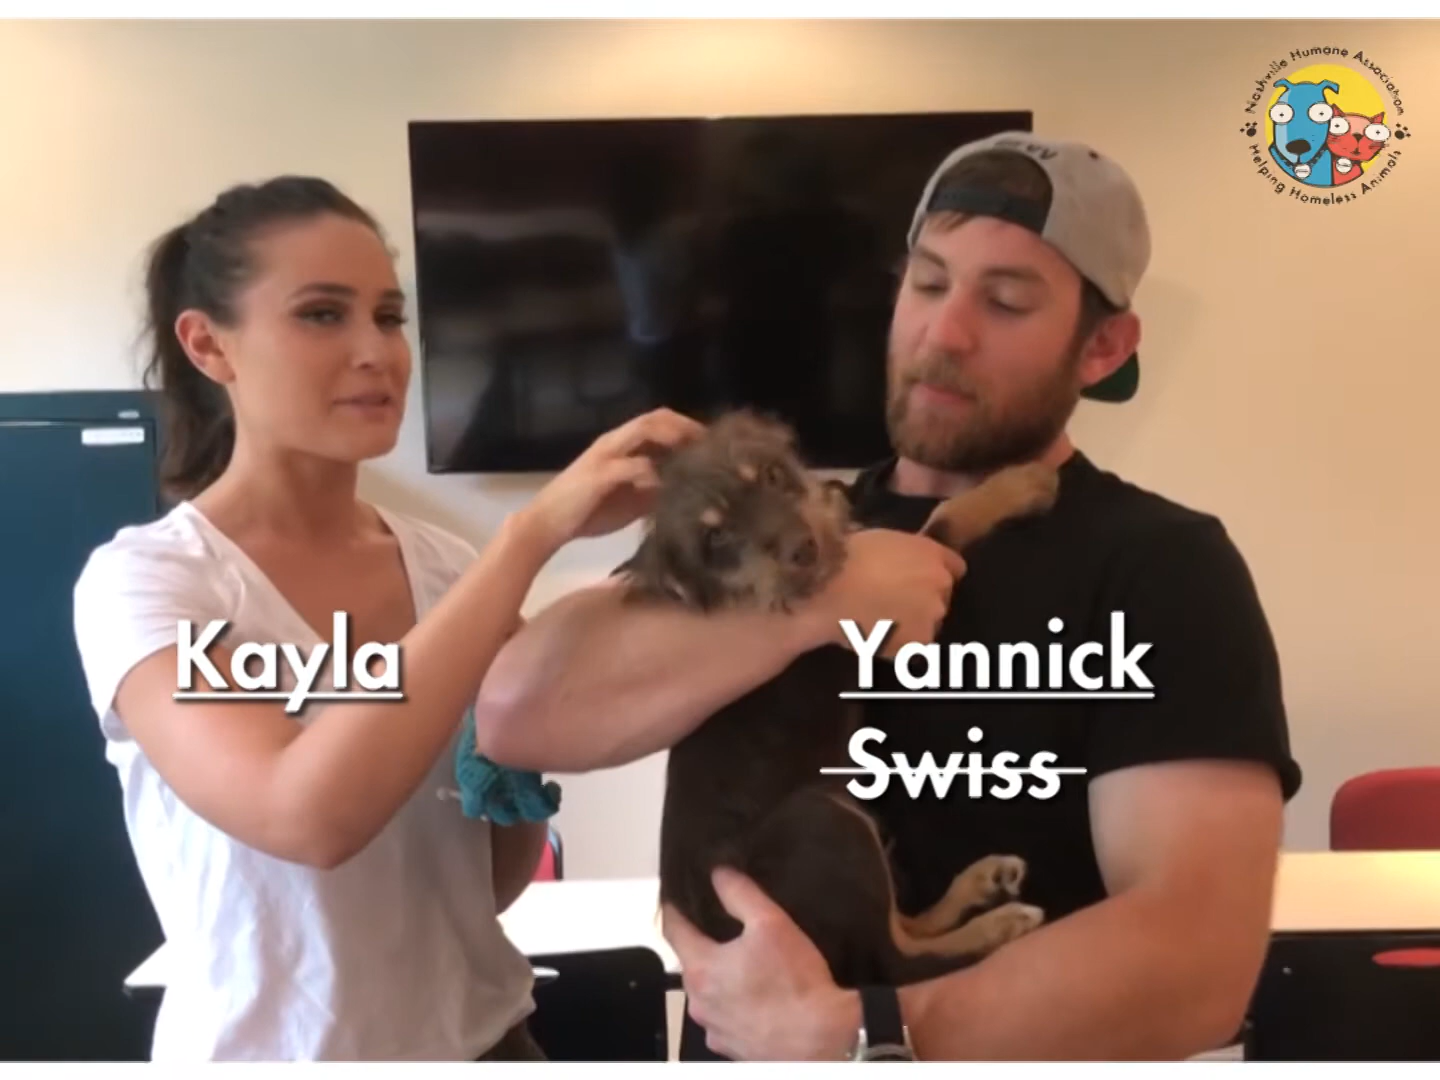 Nashville Humane Association
Helping Homeless Animals
Kayla
Yannick
Swiss